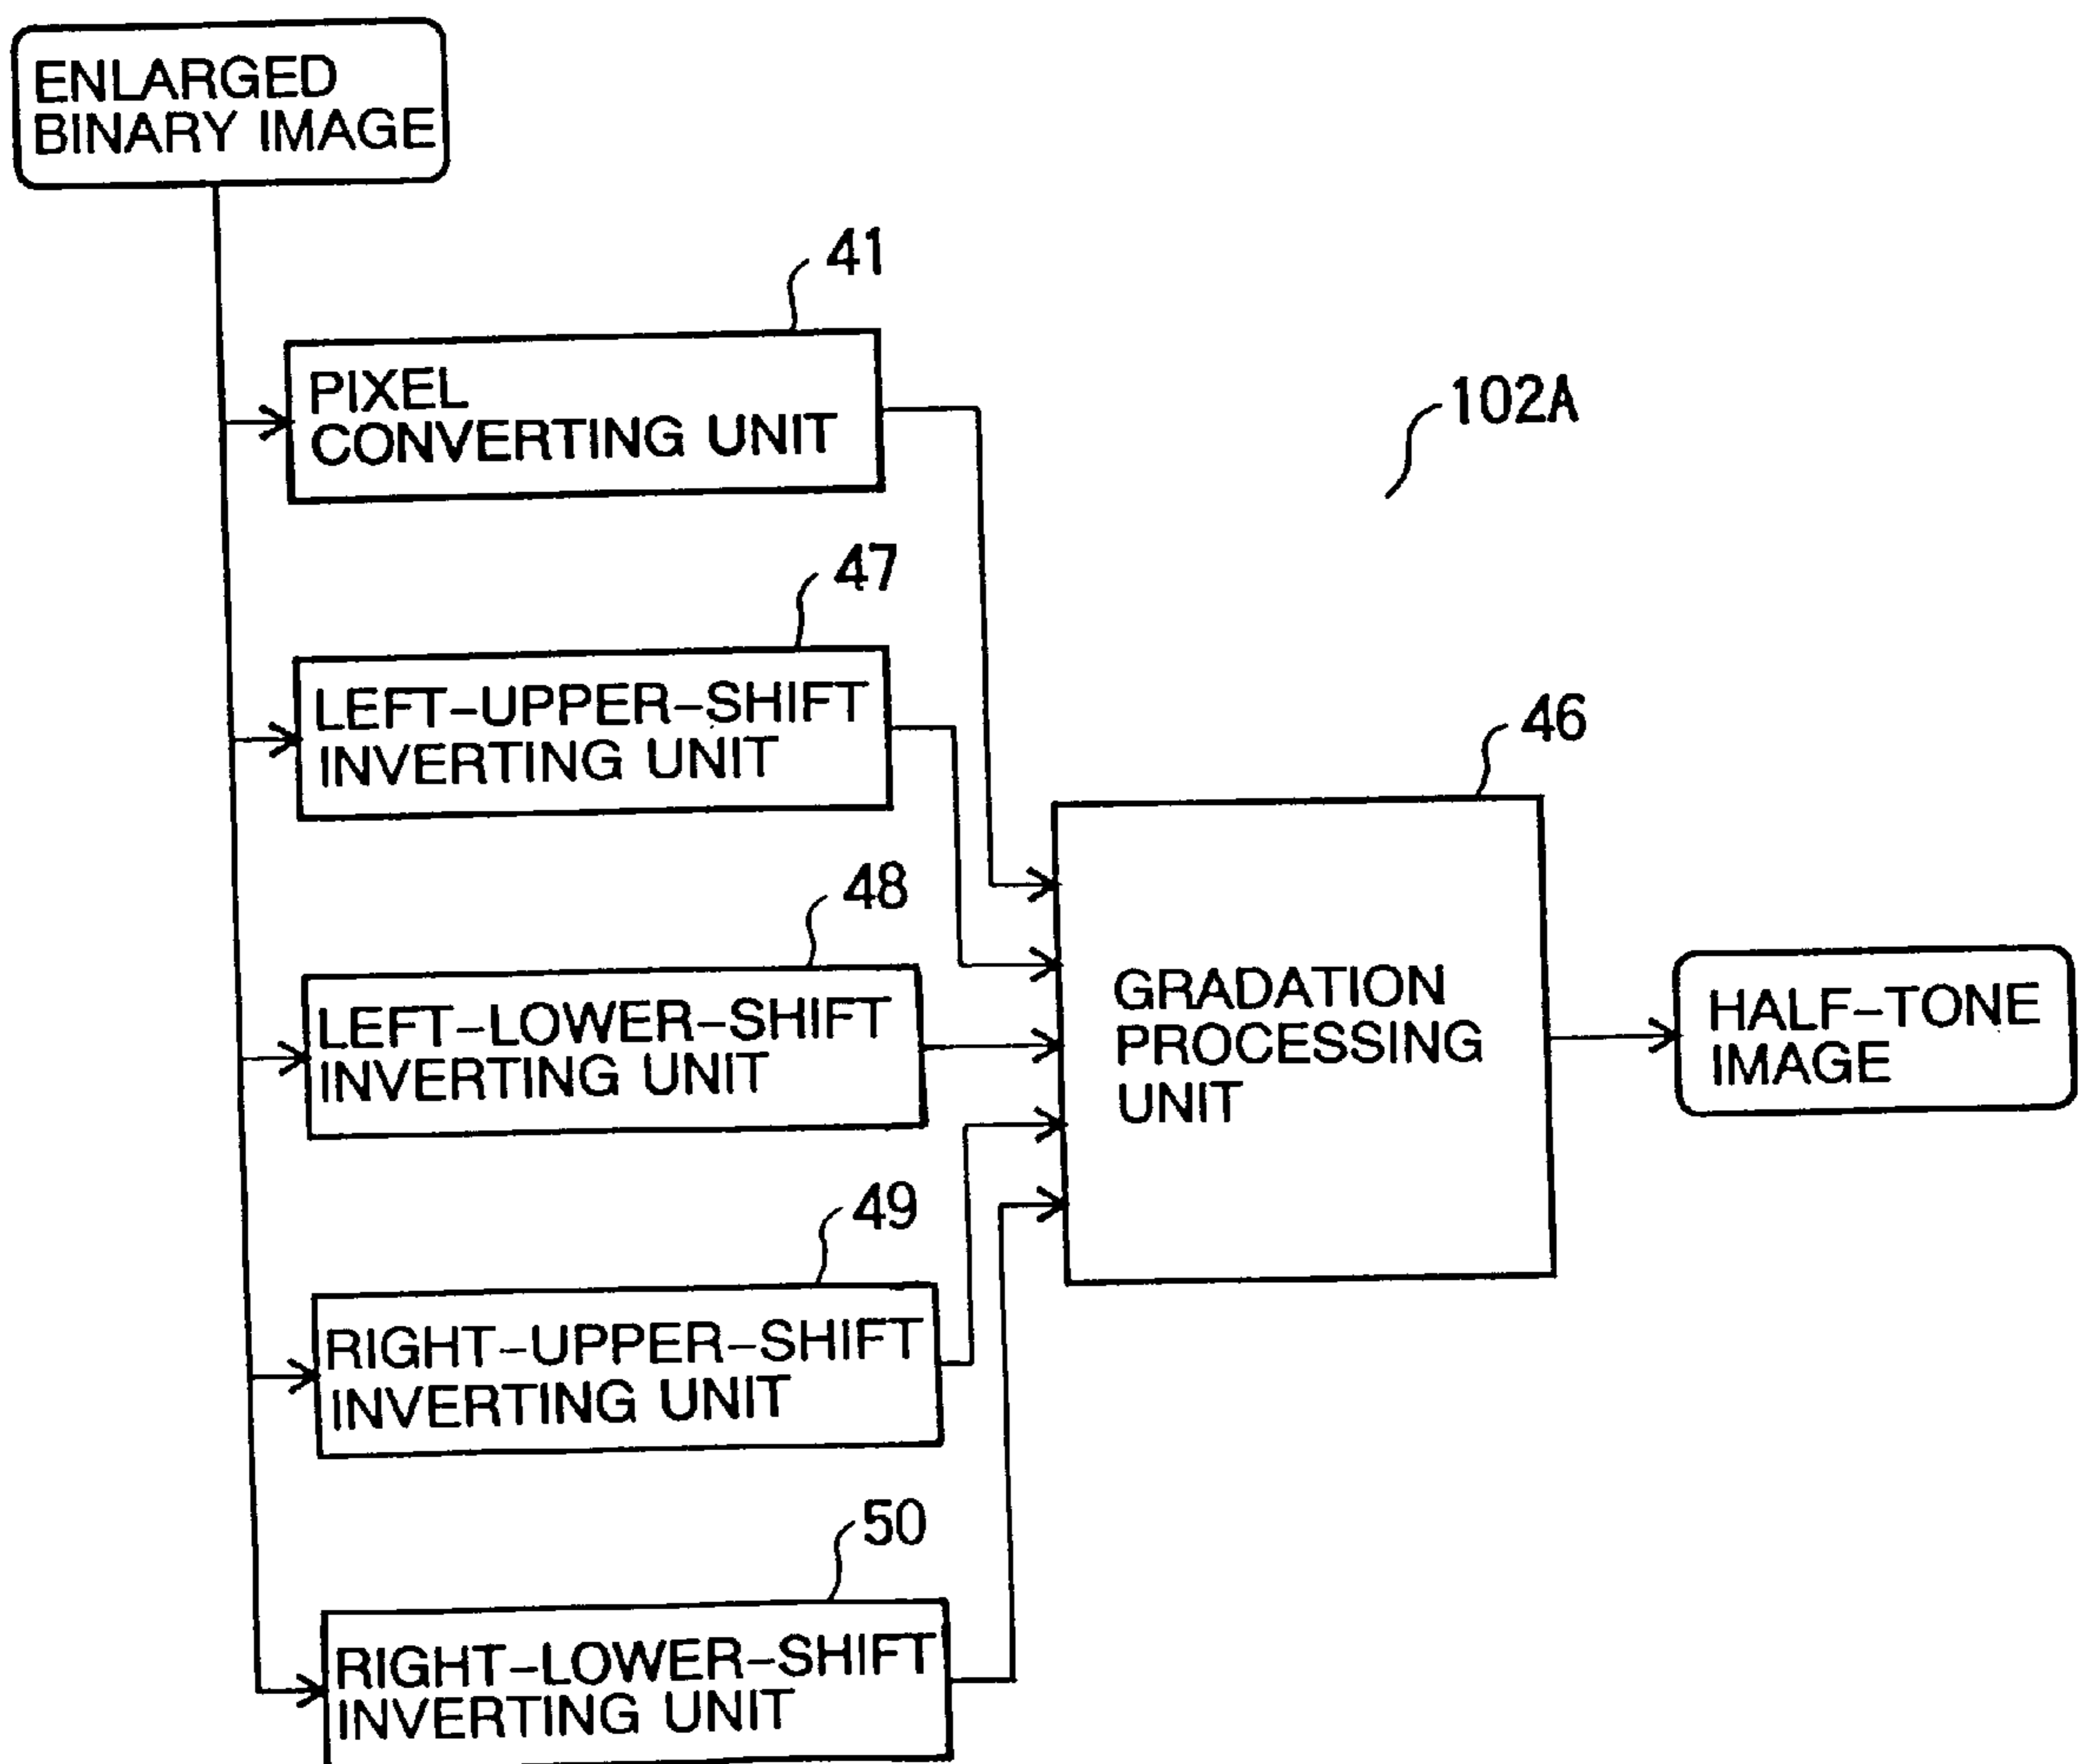 ENLARGED
BINARY IMAGE
41
PIXEL
CONVERTING UNIT
102A
47
LEFT–UPPER–SHIFT
INVERTING UNIT
46
48
LEFT–LOWER–SHIFT
INVERTING UNIT
GRADATION
PROCESSING
UNIT
HALF–TONE
IMAGE
49
RIGHT–UPPER–SHIFT
INVERTING UNIT
50
RIGHT–LOWER–SHIFT
INVERTING UNIT